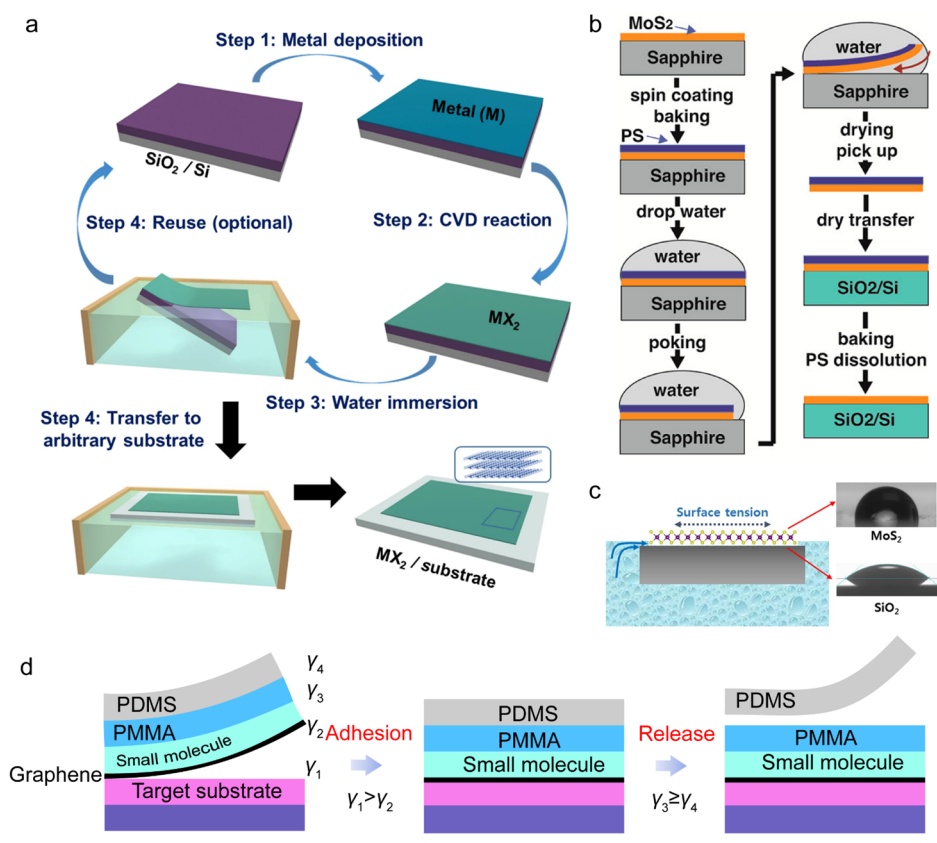 a
Step 1: Metal deposition
Metal (M)
SiO₂ / Si
Step 4: Reuse (optional)
Step 2: CVD reaction
MX₂
Step 3: Water immersion
Step 4: Transfer to
arbitrary substrate
MX₂ / substrate
b
MoS₂
Sapphire
spin coating
baking
PS
Sapphire
drop water
water
Sapphire
poking
water
Sapphire
water
Sapphire
drying
pick up
dry transfer
SiO2/Si
baking
PS dissolution
SiO2/Si
c
Surface tension
MoS₂
SiO₂
d
γ₄
γ₃
γ₂
γ₁
PDMS
PMMA
Small molecule
Graphene
Target substrate
Adhesion
γ₁>γ₂
PDMS
PMMA
Small molecule
Release
γ₃≥γ₄
PDMS
PMMA
Small molecule